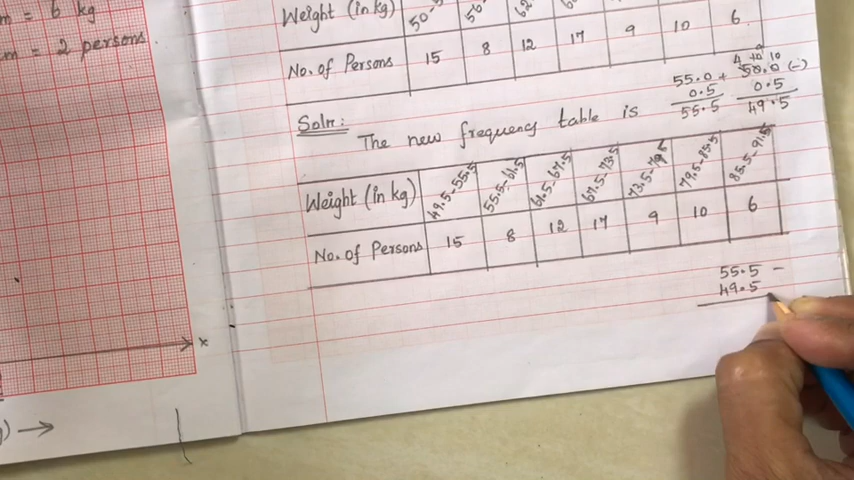 m = 6 kg
m = 2 persons
Weight (in kg)
No. of Persons 15 8 12 17 9 10 6
4 9 10 10
55.0 + 50.0 (-)
0.5 0.5
55.5 49.5
Soln:
The new frequency table is
Weight (in kg) 49.5-55.5 55.5-61.5 61.5-67.5 67.5-73.5 73.5-79.5 79.5-85.5 85.5-91.5
No. of Persons 15 8 12 17 9 10 6
55.5 -
49.5
x